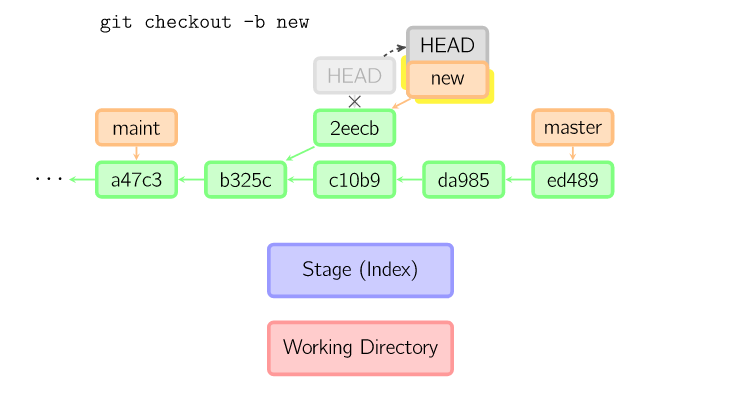 git checkout -b new
HEAD
HEAD
new
maint
2eecb
master
...
a47c3
b325c
c10b9
da985
ed489
Stage (Index)
Working Directory